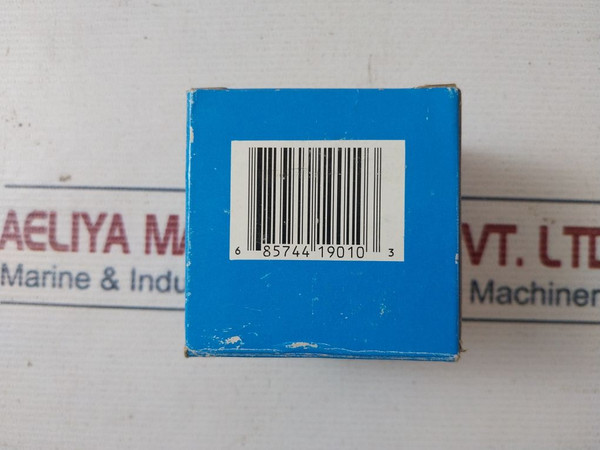 6 85744 19010 3
AELIYA MA VT. LTD
Marine & Indu Machiner